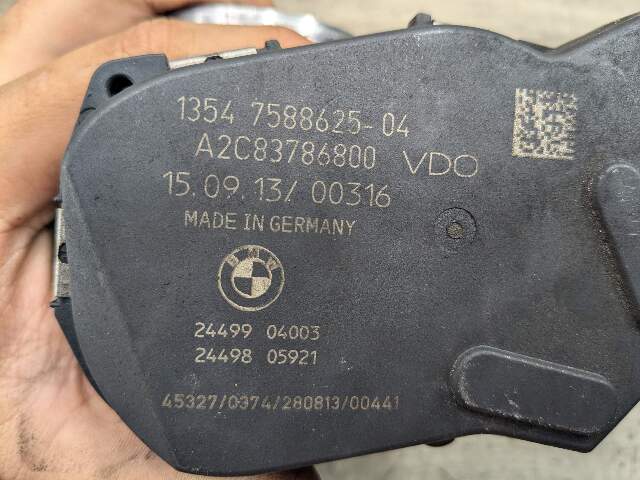 1354 7588625-04
A2C83786800 VDO
15.09.13/ 00316
MADE IN GERMANY
BMW
24499 04003
24498 05921
45327/0374/280813/00441